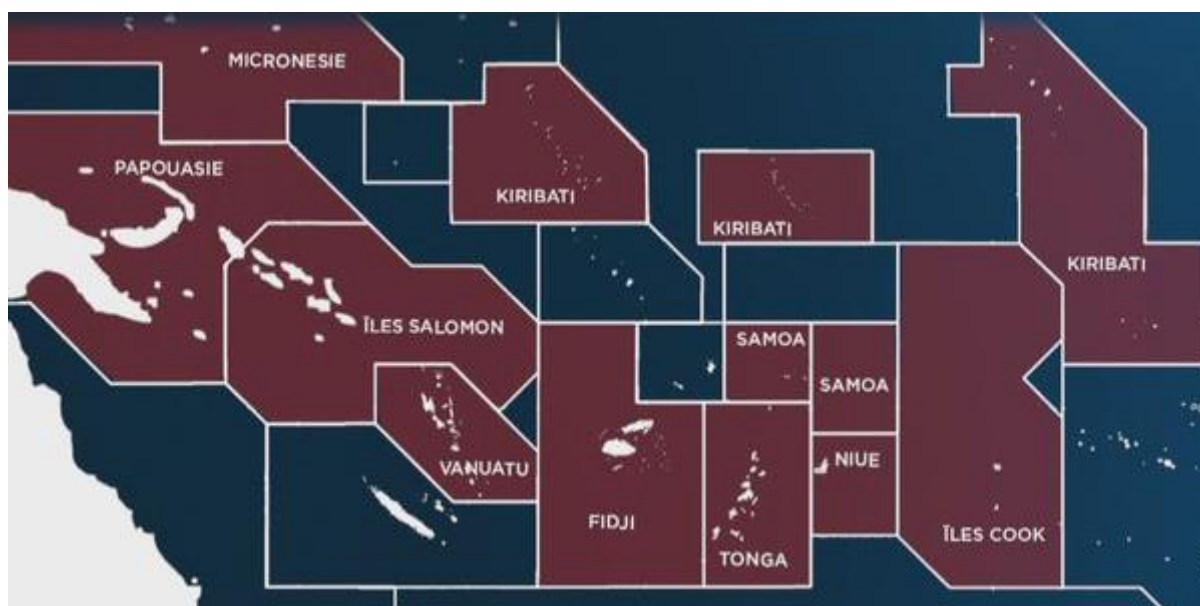 MICRONESIE
PAPOUASIE
KIRIBATI
KIRIBATI
KIRIBATI
ÎLES SALOMON
SAMOA
SAMOA
VANUATU
NIUE
FIDJI
TONGA
ÎLES COOK